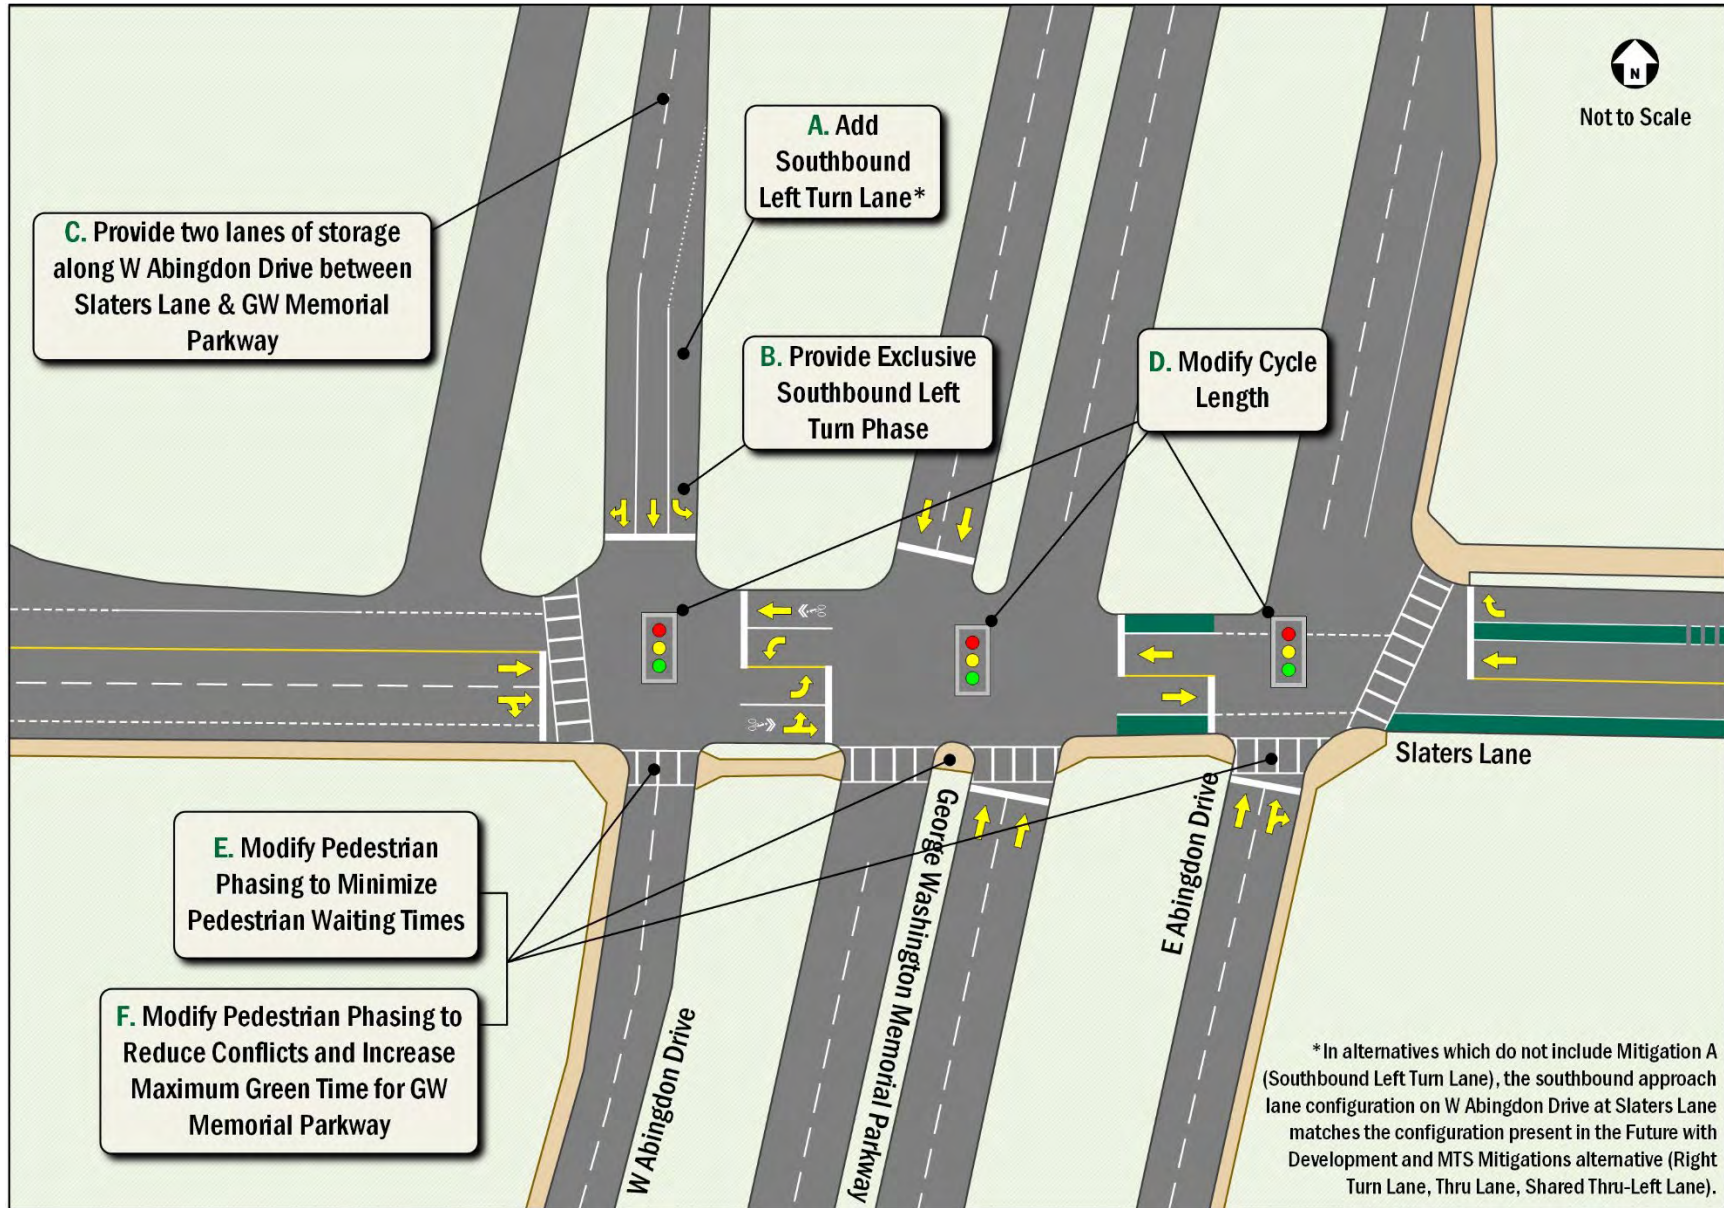 N
Not to Scale
A. Add
Southbound
Left Turn Lane*
C. Provide two lanes of storage
along W Abingdon Drive between
Slaters Lane & GW Memorial
Parkway
B. Provide Exclusive
Southbound Left
Turn Phase
D. Modify Cycle
Length
Slaters Lane
E. Modify Pedestrian
Phasing to Minimize
Pedestrian Waiting Times
F. Modify Pedestrian Phasing to
Reduce Conflicts and Increase
Maximum Green Time for GW
Memorial Parkway
W Abingdon Drive
George Washington Memorial Parkway
E Abingdon Drive
*In alternatives which do not include Mitigation A
(Southbound Left Turn Lane), the southbound approach
lane configuration on W Abingdon Drive at Slaters Lane
matches the configuration present in the Future with
Development and MTS Mitigations alternative (Right
Turn Lane, Thru Lane, Shared Thru-Left Lane).